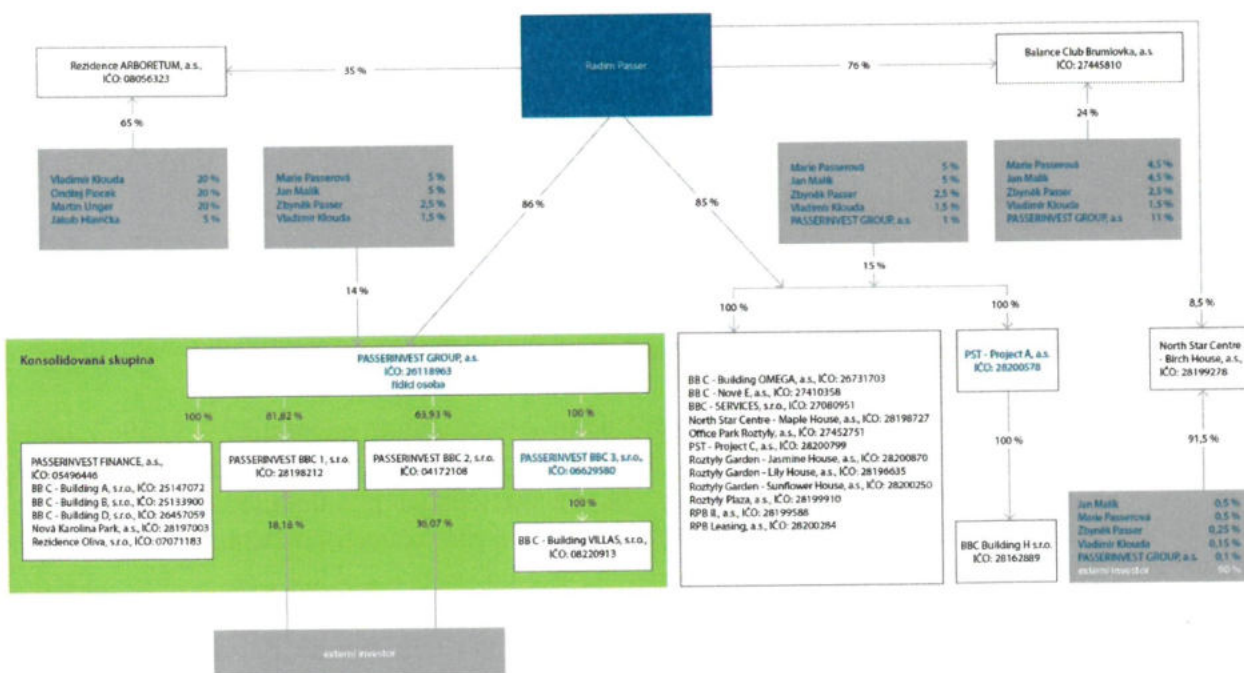 Radim Passer
Rezidence ARBORETUM, a.s.,
IČO: 08056323
35 %
76 %
Balance Club Brumlovka, a.s.
IČO: 27445810
65 %
24 %
Vladimír Klouda 20 %
Ondřej Pascek 20 %
Martin Unger 20 %
Jakub Hlavička 5 %
Marie Passerová 5 %
Jan Malík 5 %
Zbyněk Passer 2,5 %
Vladimír Klouda 1,5 %
86 %
85 %
Marie Passerová 5 %
Jan Malík 5 %
Zbyněk Passer 2,5 %
Vladimír Klouda 1,5 %
PASSERINVEST GROUP, a.s. 1 %
Marie Passerová 4,5 %
Jan Malík 4,5 %
Zbyněk Passer
Vladimír Klouda 1,5 %
PASSERINVEST GROUP, a.s. 11 %
14 %
15 %
100 %
100 %
8,5 %
Konsolidovaná skupina
PASSERINVEST GROUP, a.s.
IČO: 26118963
řídicí osoba
100 %
81,82 %
63,93 %
100 %
PASSERINVEST FINANCE, a.s.,
IČO: 05496446
BB C - Building A, s.r.o., IČO: 25147072
BB C - Building B, s.r.o., IČO: 25133900
BB C - Building D, s.r.o., IČO: 26457059
Nová Karolina Park, a.s., IČO: 28197003
Rezidence Oliva, s.r.o., IČO: 07071183
PASSERINVEST BBC 1, s.r.o.
IČO: 28198212
PASSERINVEST BBC 2, s.r.o.
IČO: 04172108
PASSERINVEST BBC 3, s.r.o.,
IČO: 06629580
18,18 %
36,07 %
100 %
BB C - Building VILLAS, s.r.o.,
IČO: 08220913
externí investor
BB C - Building OMEGA, a.s., IČO: 26731703
BB C - Nové E, a.s., IČO: 27410358
BBC - SERVICES, s.r.o., IČO: 27080951
North Star Centre - Maple House, a.s., IČO: 28198727
Office Park Roztyly, a.s., IČO: 27452751
PST - Project C, a.s., IČO: 28200799
Roztyly Garden - Jasmine House, a.s., IČO: 28200870
Roztyly Garden - Lily House, a.s., IČO: 28196635
Roztyly Garden - Sunflower House, a.s., IČO: 28200250
Roztyly Plaza, a.s., IČO: 28199910
RPB II., a.s., IČO: 28199588
RPB Leasing, a.s., IČO: 28200284
PST - Project A, a.s.
IČO: 28200578
100 %
BBC Building H s.r.o.
IČO: 28162889
North Star Centre
- Birch House, a.s.,
IČO: 28199278
91,5 %
Jan Malík 0,5 %
Marie Passerová 0,5 %
Zbyněk Passer 0,25 %
Vladimír Klouda 0,15 %
PASSERINVEST GROUP, a.s. 0,1 %
externí investor 90 %